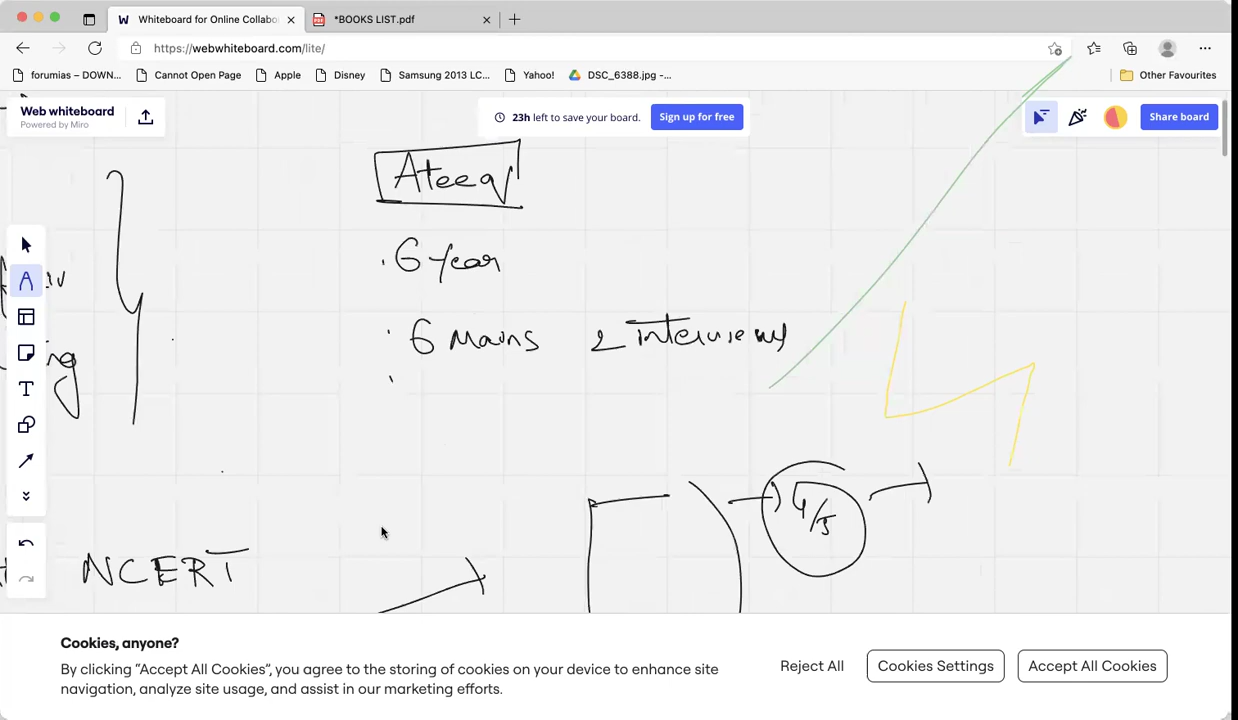 Whiteboard for Online Collabo
*BOOKS LIST.pdf
https://webwhiteboard.com/lite/
forumias – DOWN...
Cannot Open Page
Apple
Disney
Samsung 2013 LC...
Yahoo!
DSC_6388.jpg -...
Other Favourites
Web whiteboard
Powered by Miro
23h left to save your board.
Sign up for free
Share board
Ateeq
6 year
6 Mains 2 Interviews
4/5
NCERT
Cookies, anyone?
By clicking “Accept All Cookies”, you agree to the storing of cookies on your device to enhance site
navigation, analyze site usage, and assist in our marketing efforts.
Reject All
Cookies Settings
Accept All Cookies